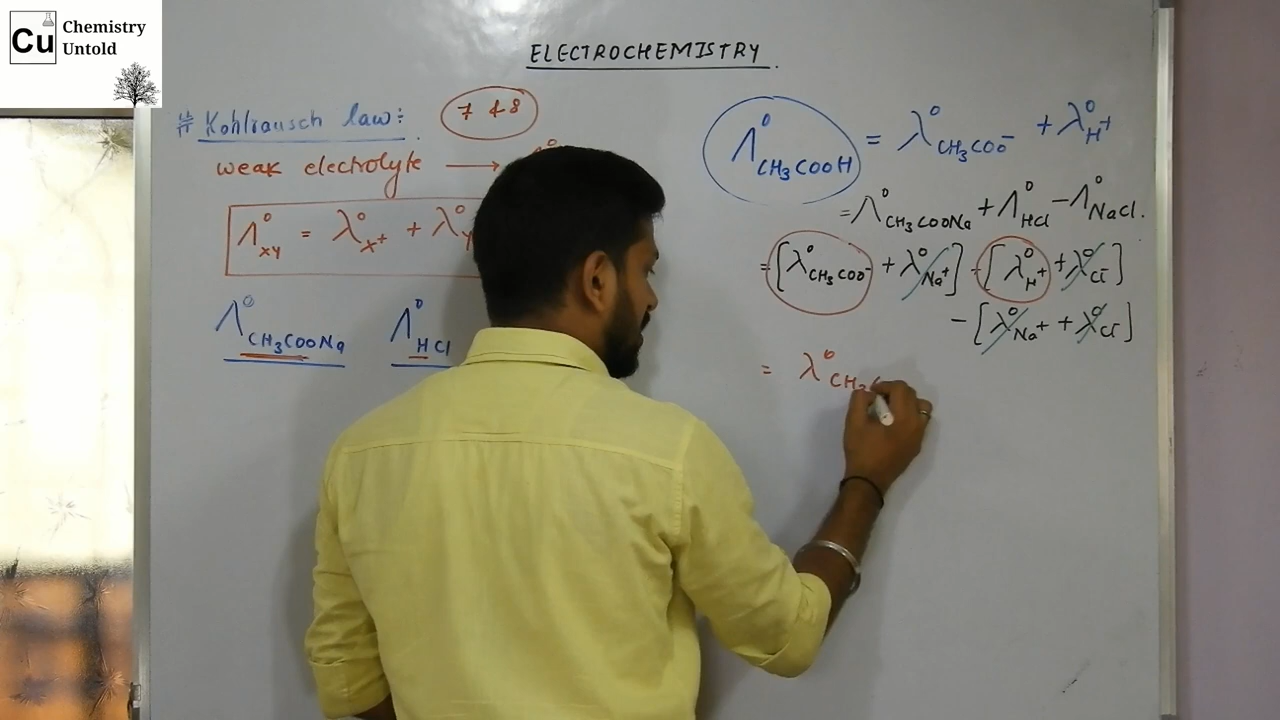 Cu Chemistry
Untold
ELECTROCHEMISTRY.
# Kohlrausch law:
7 & 8
weak electrolyte ⟶
Λ°XY = λ°X⁺ + λ°Y
Λ°CH₃COONa Λ°HCl
Λ°CH₃COOH = λ°CH₃COO⁻ + λ°H⁺
= Λ°CH₃COONa + Λ°HCl − Λ°NaCl.
= [λ°CH₃COO⁻ + λ°Na⁺] + [λ°H⁺ + λ°Cl⁻]
− [λ°Na⁺ + λ°Cl⁻]
= λ°CH₃C